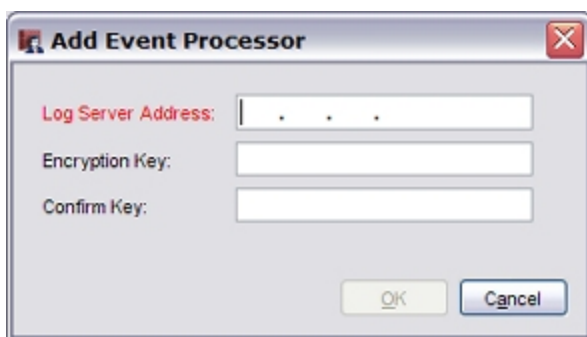 Add Event Processor
Log Server Address: . . .
Encryption Key:
Confirm Key:
OK Cancel